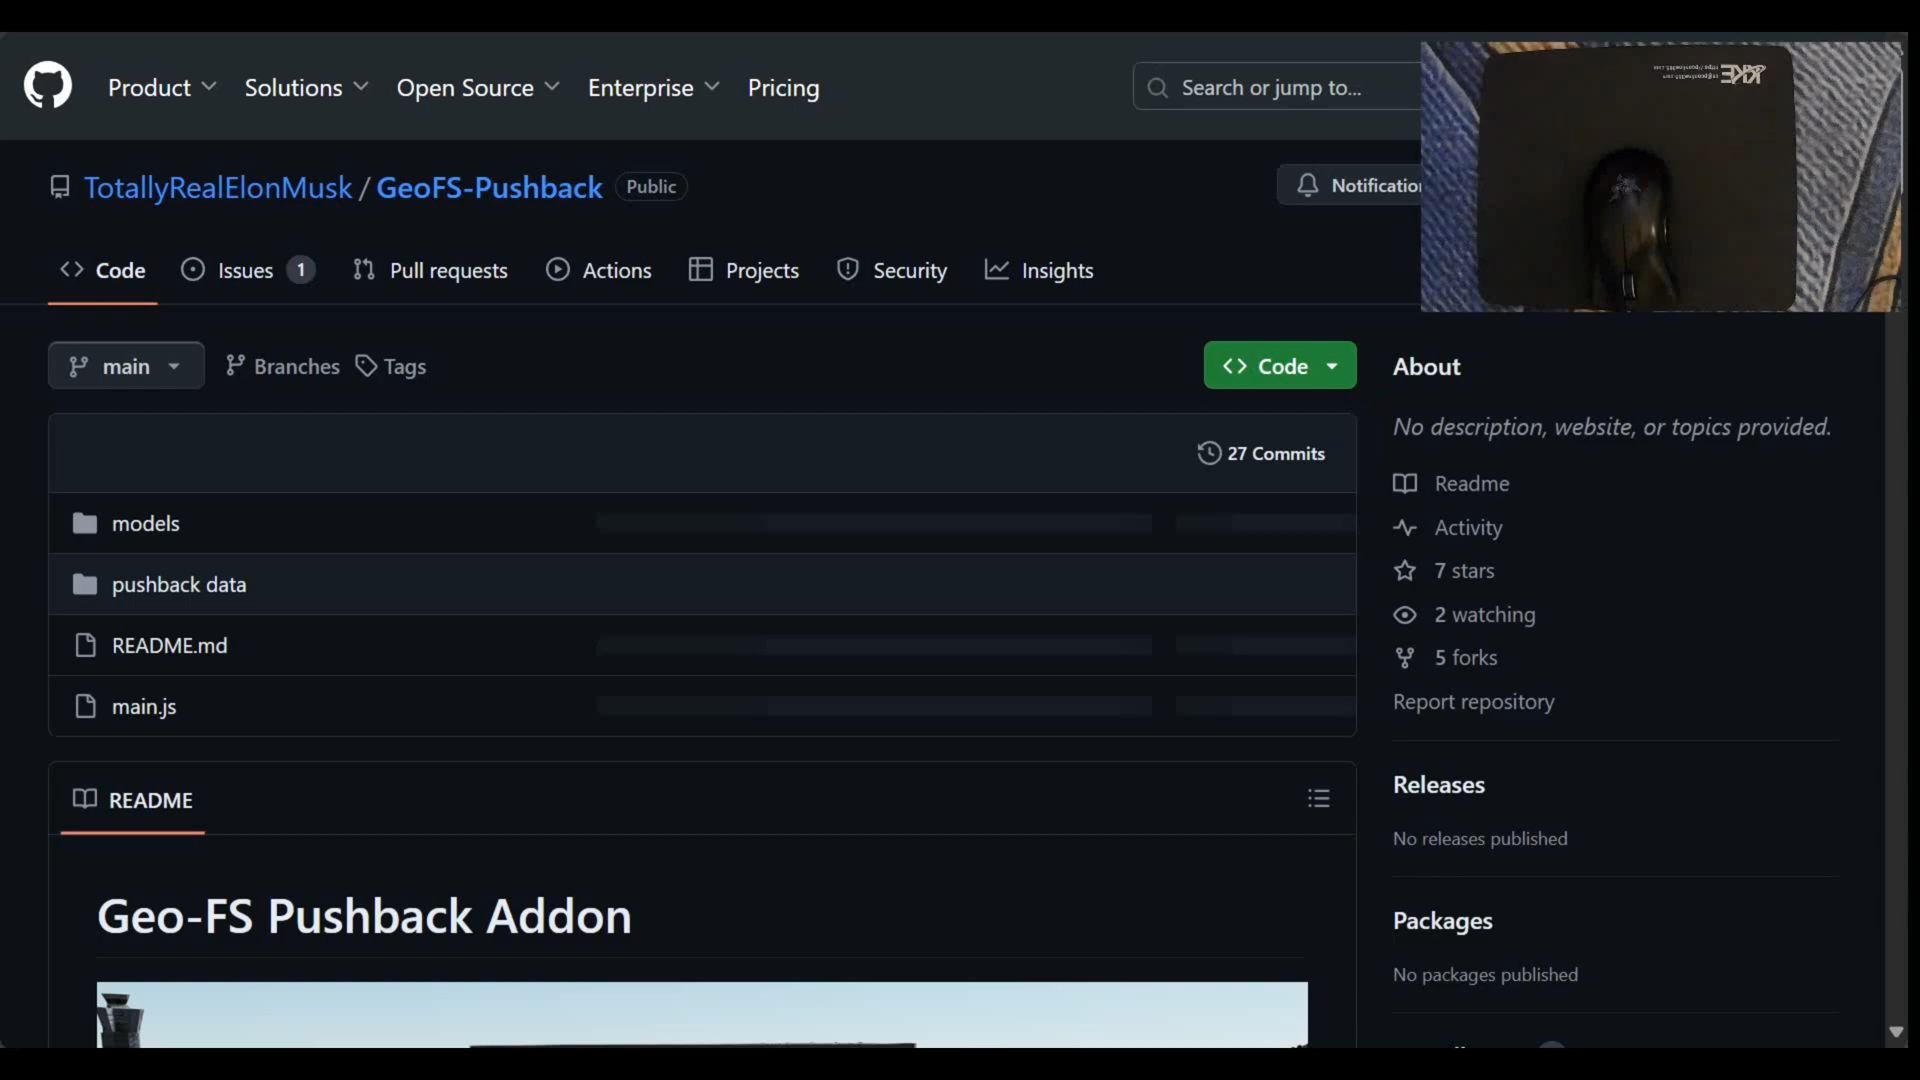 Product
Solutions
Open Source
Enterprise
Pricing
Search or jump to...
TotallyRealElonMusk / GeoFS-Pushback
Public
Notification
Code
Issues 1
Pull requests
Actions
Projects
Security
Insights
main
Branches
Tags
Code
27 Commits
models
pushback data
README.md
main.js
README
Geo-FS Pushback Addon
About
No description, website, or topics provided.
Readme
Activity
7 stars
2 watching
5 forks
Report repository
Releases
No releases published
Packages
No packages published